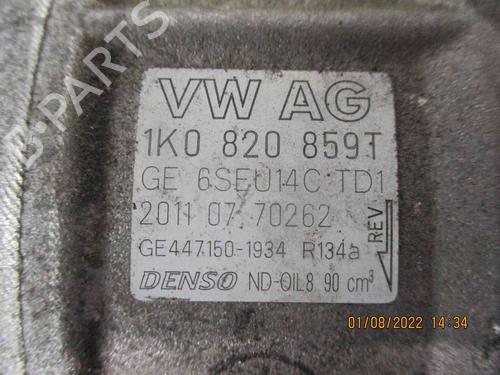 VW AG
1K0 820 859T
GE 6SEU14C TD1
2011 07 70262
REV
GE447150-1934 R134a
DENSO ND-OIL8 90 cm³
01/08/2022 14:34
B-Parts